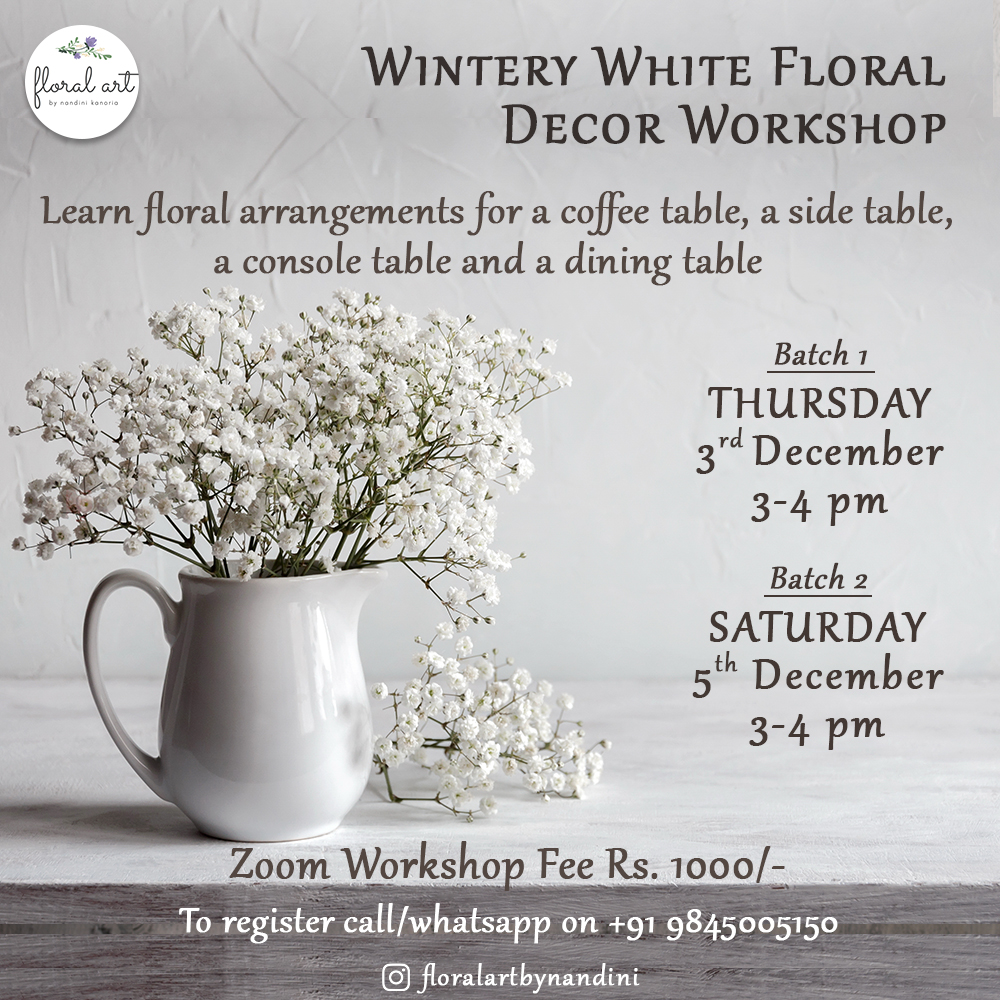 floral art
by nandini kanoria
Wintery White Floral
Decor Workshop
Learn floral arrangements for a coffee table, a side table,
a console table and a dining table
Batch 1
THURSDAY
3rd December
3-4 pm
Batch 2
SATURDAY
5th December
3-4 pm
Zoom Workshop Fee Rs. 1000/-
To register call/whatsapp on +91 9845005150
floralartbynandini